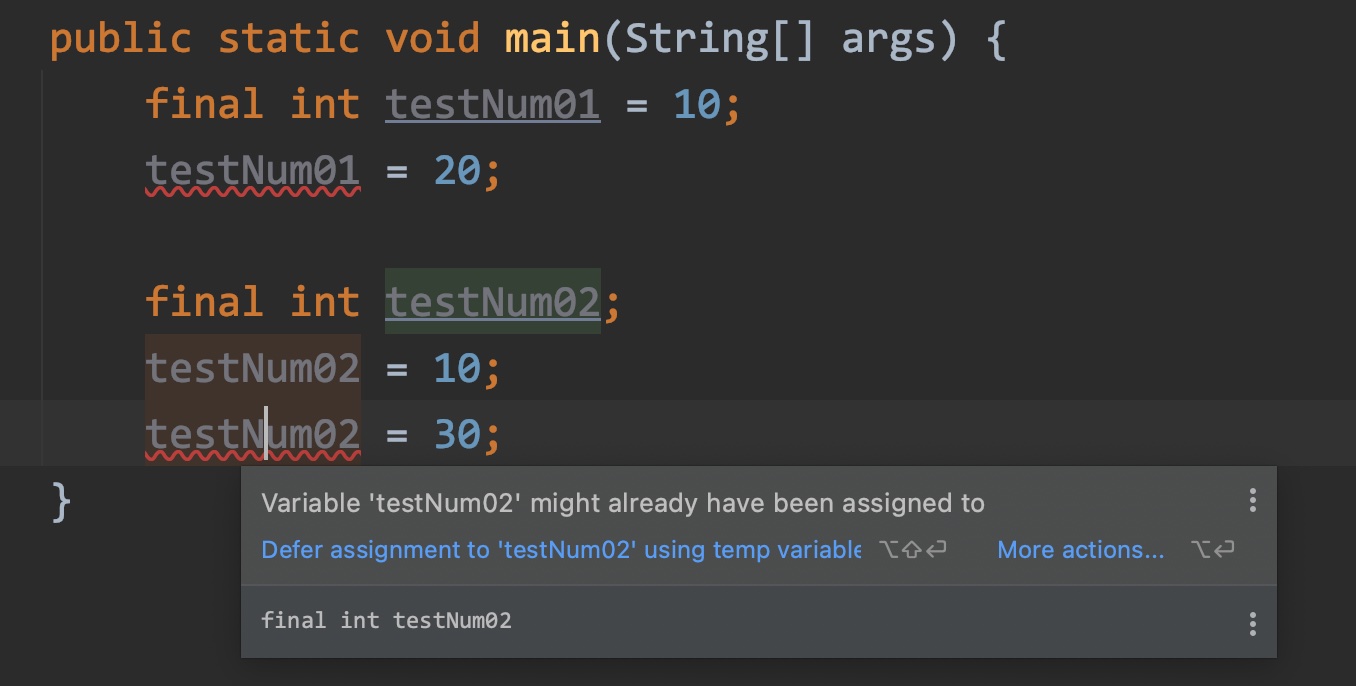 public static void main(String[] args) {
final int testNum01 = 10;
testNum01 = 20;
final int testNum02;
testNum02 = 10;
testNum02 = 30;
}
Variable 'testNum02' might already have been assigned to
Defer assignment to 'testNum02' using temp variable ⌥⇧⏎ More actions... ⌥⏎
final int testNum02